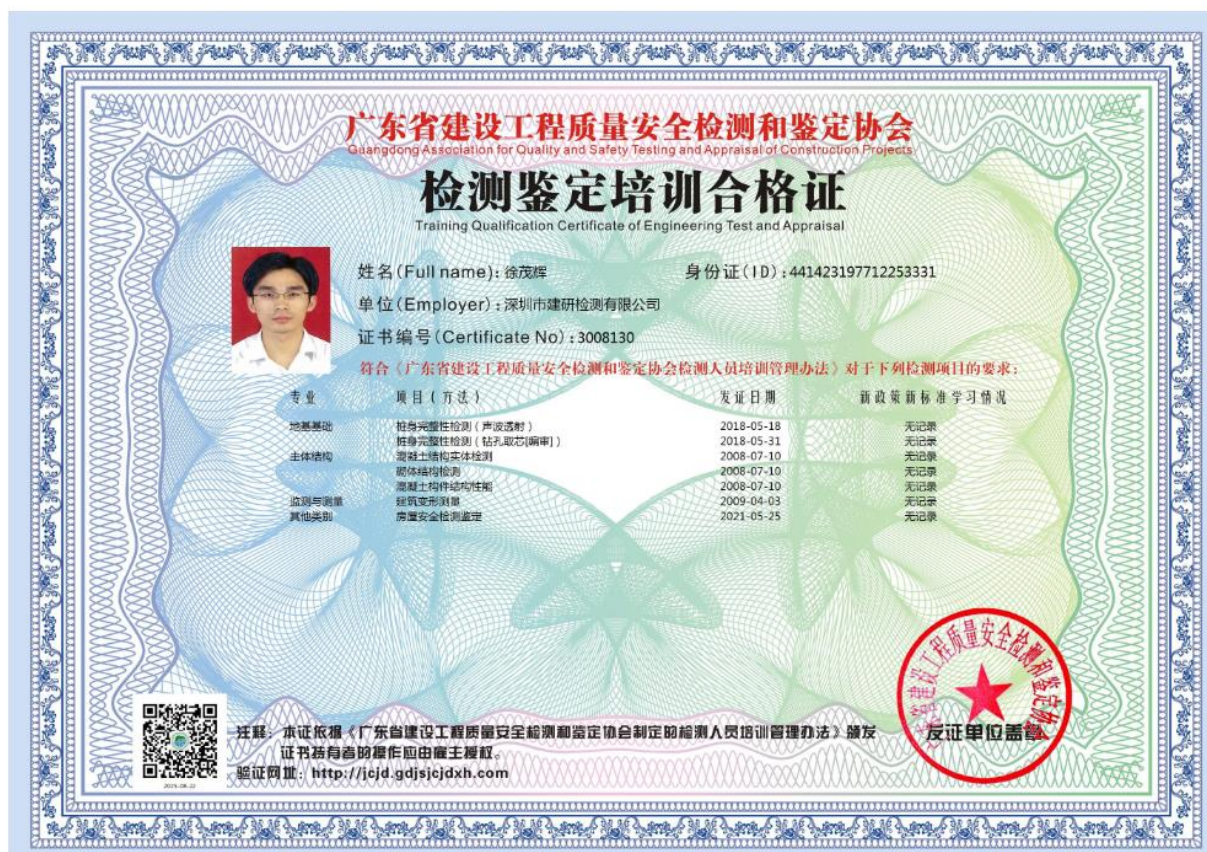 广东省建设工程质量安全检测和鉴定协会
Guangdong Association for Quality and Safety Testing and Appraisal of Construction Projects
检测鉴定培训合格证
Training Qualification Certificate of Engineering Test and Appraisal
姓名(Full name): 徐茂辉 身份证(ID):441423197712253331
单位(Employer):深圳市建研检测有限公司
证书编号(Certificate No):3008130
符合《广东省建设工程质量安全检测和鉴定协会检测人员培训管理办法》对于下列检测项目的要求:
专业 项目(方法) 发证日期 新政策新标准学习情况
地基基础 桩身完整性检测(声波透射) 2018-05-18 无记录
桩身完整性检测(钻孔取芯[编审]) 2018-05-31 无记录
主体结构 混凝土结构实体检测 2008-07-10 无记录
砌体结构检测 2008-07-10 无记录
混凝土构件结构性能 2008-07-10 无记录
监测与测量 建筑变形测量 2009-04-03 无记录
其他类别 房屋安全检测鉴定 2021-05-25 无记录
建设工程质量安全检测和鉴定协
发证单位盖章
注释:本证依据《广东省建设工程质量安全检测和鉴定协会制定的检测人员培训管理办法》颁发
证书持有者的操作应由雇主授权。
验证网址:http://jcjd.gdjsjcjdxh.com